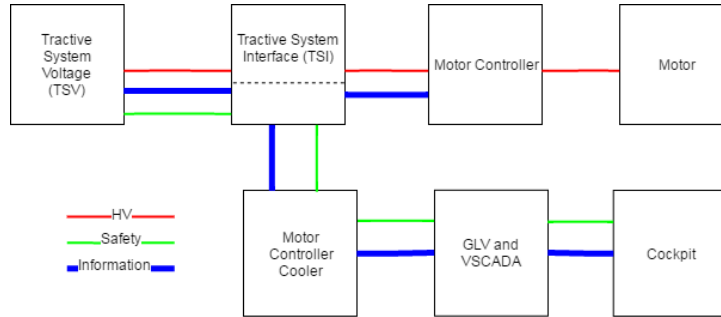 Tractive
System
Voltage
(TSV)
Tractive System
Interface (TSI)
Motor Controller
Motor
HV
Safety
Information
Motor
Controller
Cooler
GLV and
VSCADA
Cockpit